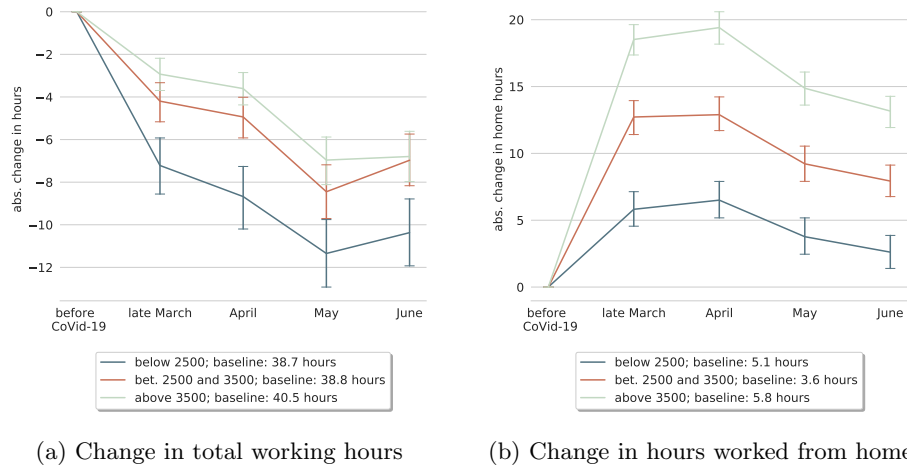 0
−2
−4
−6
−8
−10
−12
abs. change in hours
before
CoVid-19
late March
April
May
June
below 2500; baseline: 38.7 hours
bet. 2500 and 3500; baseline: 38.8 hours
above 3500; baseline: 40.5 hours
(a) Change in total working hours
20
15
10
5
0
abs. change in home hours
before
CoVid-19
late March
April
May
June
below 2500; baseline: 5.1 hours
bet. 2500 and 3500; baseline: 3.6 hours
above 3500; baseline: 5.8 hours
(b) Change in hours worked from home